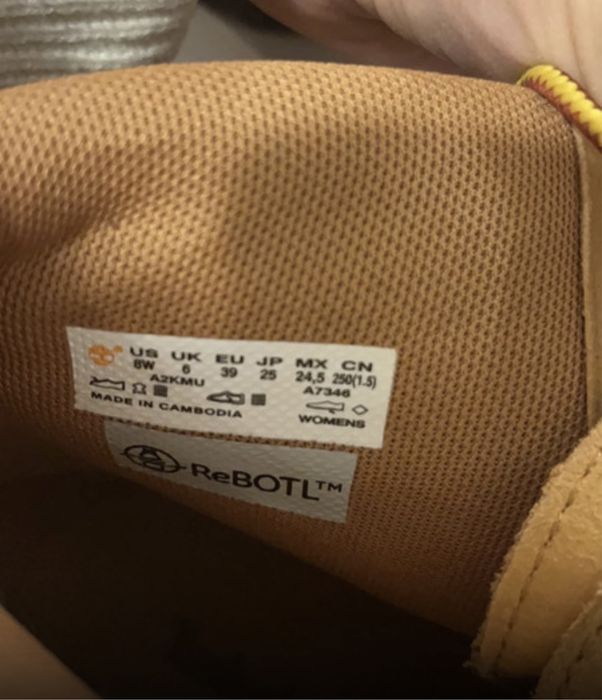 US UK EU JP MX CN
8W 6 39 25 24,5 250(1.5)
A2KMU A7346
MADE IN CAMBODIA WOMENS
ReBOTL™